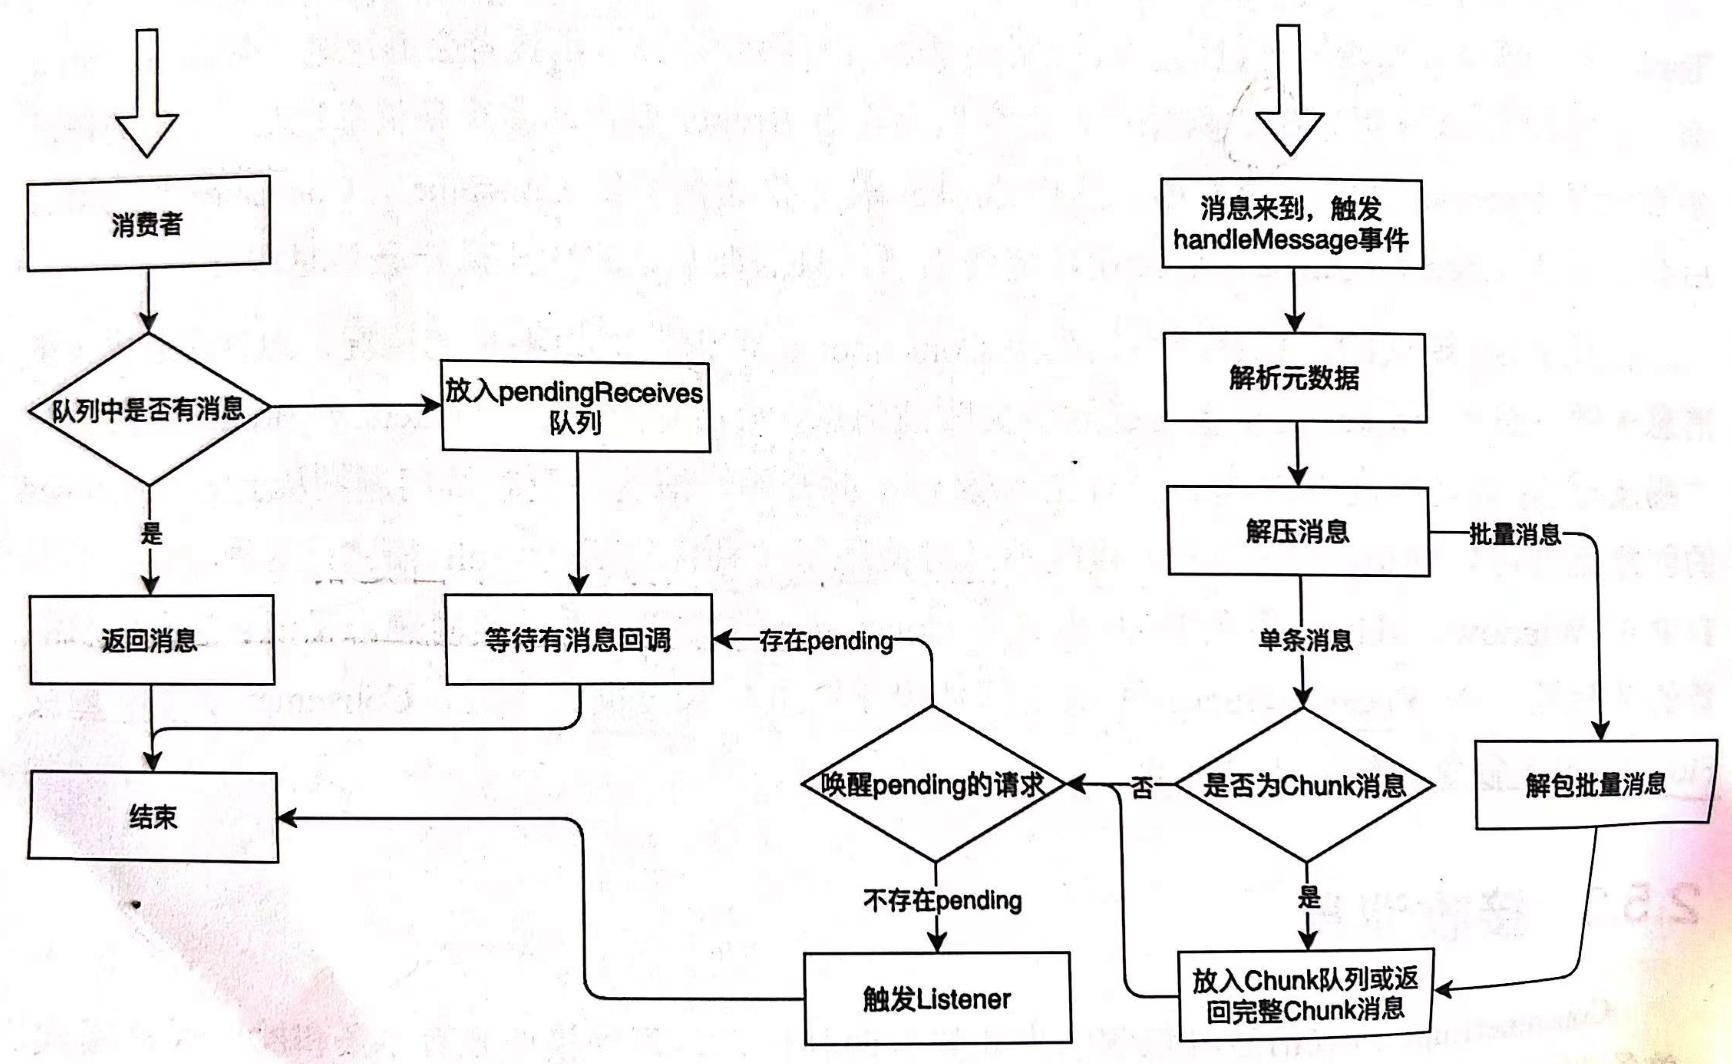 消费者
队列中是否有消息
是
返回消息
结束
放入pendingReceives
队列
等待有消息回调
存在pending
唤醒pending的请求
不存在pending
触发Listener
消息来到，触发
handleMessage事件
解析元数据
解压消息
批量消息
单条消息
是否为Chunk消息
否
是
解包批量消息
放入Chunk队列或返
回完整Chunk消息